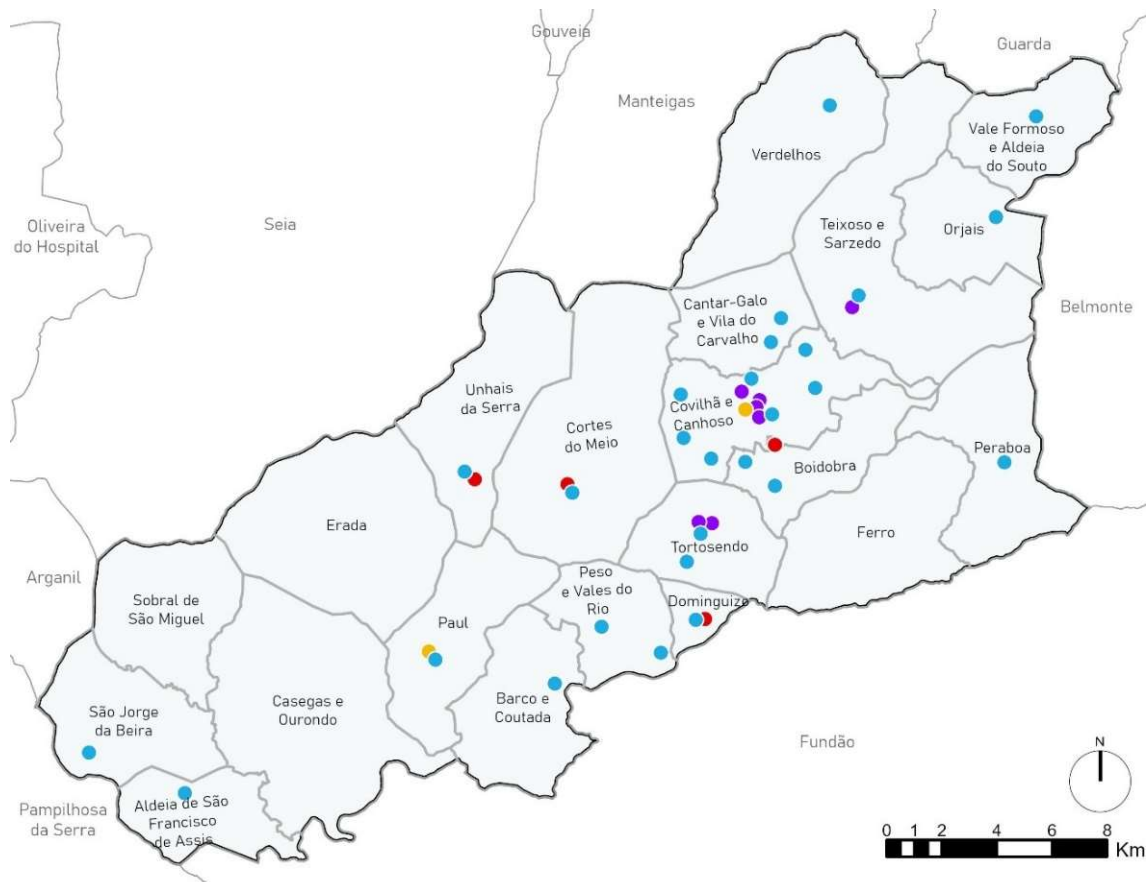 Gouveia
Guarda
Manteigas
Vale Formoso
e Aldeia
do Souto
Verdelhos
Oliveira
do Hospital
Seia
Teixoso e
Sarzedo
Orjais
Cantar-Galo
e Vila do
Carvalho
Belmonte
Unhais
da Serra
Cortes
do Meio
Covilhã e
Canhoso
Boidobra
Peraboa
Erada
Ferro
Tortosendo
Arganil
Sobral de
São Miguel
Peso
e Vales do
Rio
Dominguizo
Paul
São Jorge
da Beira
Casegas e
Ourondo
Barco e
Coutada
Fundão
N
Pampilhosa
da Serra
Aldeia de São
Francisco
de Assis
0 1 2 4 6 8
Km